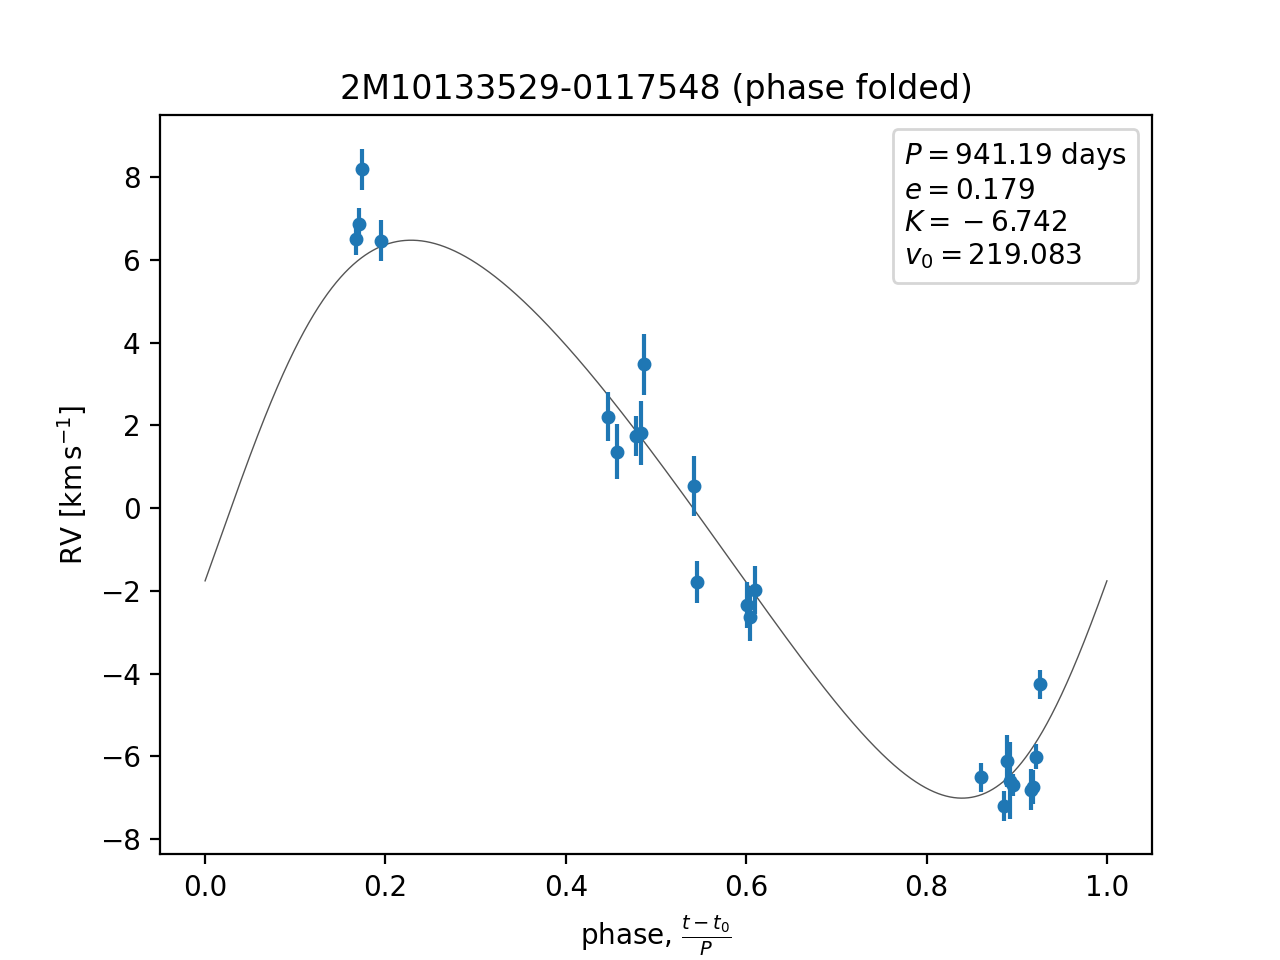 2M10133529-0117548 (phase folded)
P = 941.19 days
e = 0.179
K = −6.742
v₀ = 219.083
8
6
4
2
0
−2
−4
−6
−8
RV [km s⁻¹]
0.0 0.2 0.4 0.6 0.8 1.0
phase, (t − t₀)/P